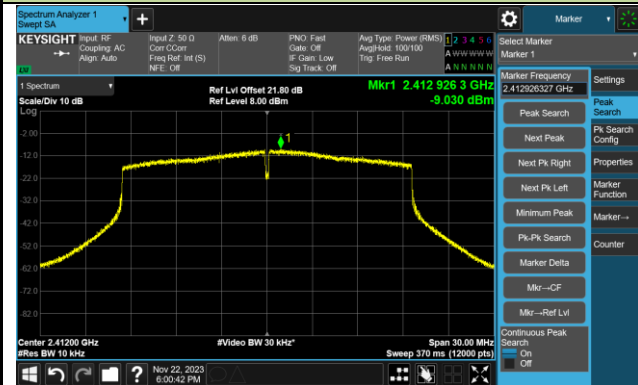 Spectrum Analyzer 1
Swept SA
+
Marker
KEYSIGHT
Input: RF
Coupling: AC
Align: Auto
Input Z: 50 Ω
Corr CCorr
Freq Ref: Int (S)
NFE: Off
Atten: 6 dB
PNO: Fast
Gate: Off
IF Gain: Low
Sig Track: Off
Avg Type: Power (RMS)
Avg|Hold: 100/100
Trig: Free Run
1 2 3 4 5 6
A W W W W W
A N N N N N
Select Marker
Marker 1
1 Spectrum
Scale/Div 10 dB
Log
Ref Lvl Offset 21.80 dB
Ref Level 8.00 dBm
Mkr1 2.412 926 3 GHz
-9.030 dBm
1
-2.00
-12.0
-22.0
-32.0
-42.0
-52.0
-62.0
-72.0
-82.0
Center 2.41200 GHz
#Res BW 10 kHz
#Video BW 30 kHz*
Span 30.00 MHz
Sweep 370 ms (12000 pts)
Marker Frequency
2.412926327 GHz
Peak Search
Next Peak
Next Pk Right
Next Pk Left
Minimum Peak
Pk-Pk Search
Marker Delta
Mkr→CF
Mkr→Ref Lvl
Continuous Peak
Search
On
Off
Settings
Peak
Search
Pk Search
Config
Properties
Marker
Function
Marker→
Counter
?
Nov 22, 2023
6:00:42 PM